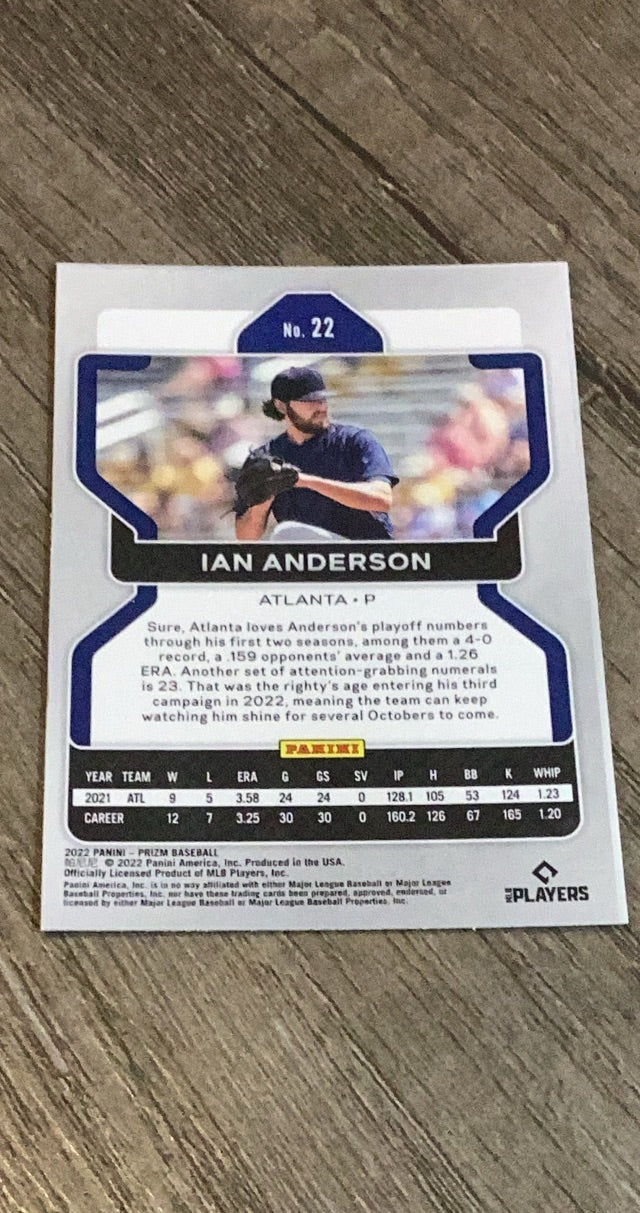 No. 22
IAN ANDERSON
ATLANTA • P
Sure, Atlanta loves Anderson's playoff numbers
through his first two seasons, among them a 4-0
record, a .159 opponents' average and a 1.26
ERA. Another set of attention-grabbing numerals
is 23. That was the righty's age entering his third
campaign in 2022, meaning the team can keep
watching him shine for several Octobers to come.
PANINI
YEAR TEAM W L ERA G GS SV IP H BB K WHIP
2021 ATL 9 5 3.58 24 24 0 128.1 105 53 124 1.23
CAREER 12 7 3.25 30 30 0 160.2 126 67 165 1.20
2022 PANINI – PRIZM BASEBALL
© 2022 Panini America, Inc. Produced in the USA.
Officially Licensed Product of MLB Players, Inc.
Panini America, Inc. is in no way affiliated with either Major League Baseball or Major League
Baseball Properties, Inc. nor have these trading cards been prepared, approved, endorsed, or
licensed by either Major League Baseball or Major League Baseball Properties, Inc.
MLB PLAYERS